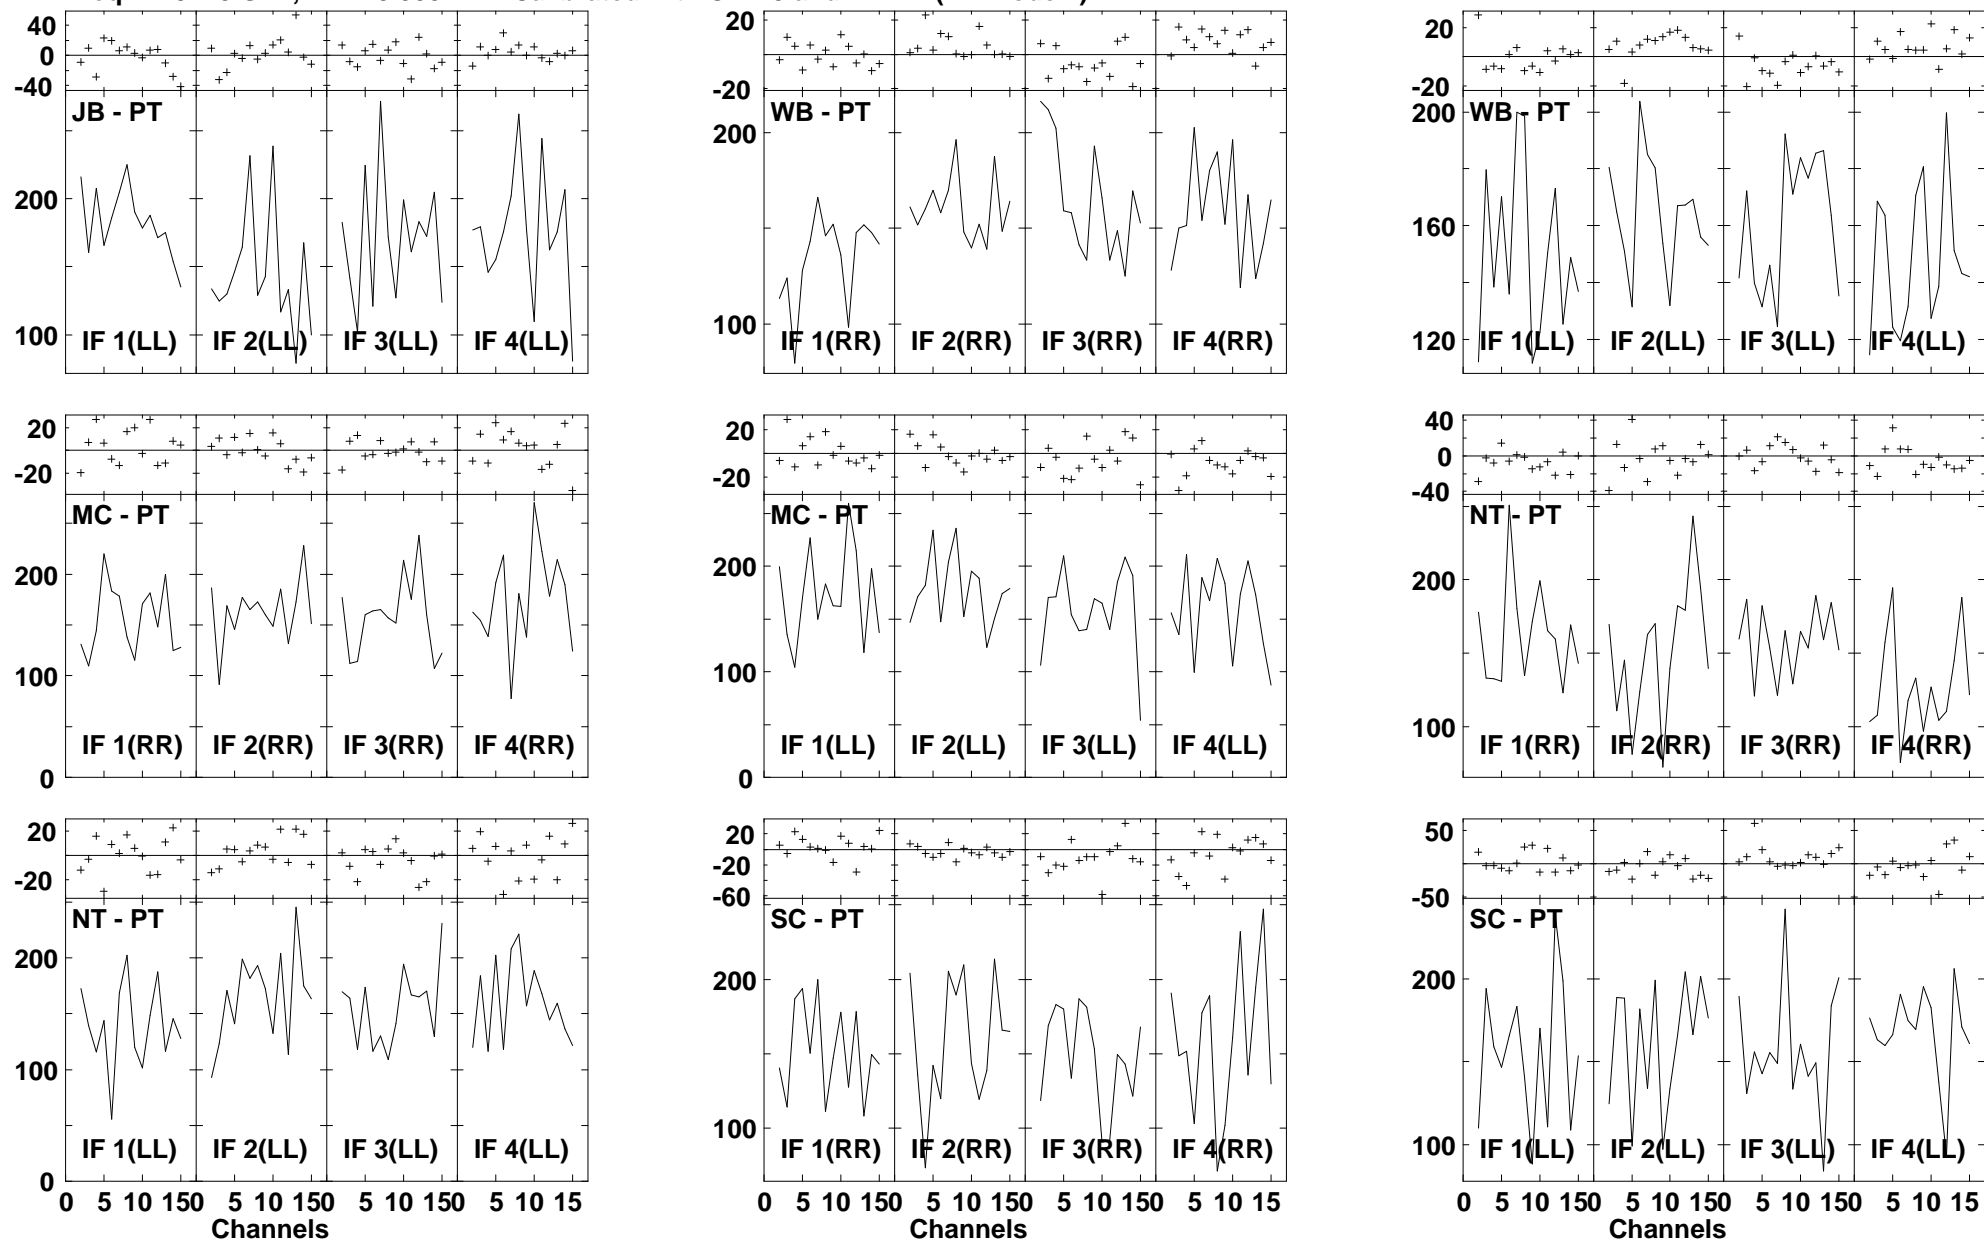 40 0 -40
JB - PT
200 100
IF 1(LL) IF 2(LL) IF 3(LL) IF 4(LL)
20 -20
WB - PT
200 100
IF 1(RR) IF 2(RR) IF 3(RR) IF 4(RR)
20 -20
WB - PT
200 160 120
IF 1(LL) IF 2(LL) IF 3(LL) IF 4(LL)
20 -20
MC - PT
200 100 0
IF 1(RR) IF 2(RR) IF 3(RR) IF 4(RR)
20 -20
MC - PT
200 100 0
IF 1(LL) IF 2(LL) IF 3(LL) IF 4(LL)
40 0 -40
NT - PT
200 100
IF 1(RR) IF 2(RR) IF 3(RR) IF 4(RR)
20 -20
NT - PT
200 100 0
IF 1(LL) IF 2(LL) IF 3(LL) IF 4(LL)
0 5 10 150 5 10 150 5 10 150 5 10 15
Channels
20 -20 -60
SC - PT
200 100
IF 1(RR) IF 2(RR) IF 3(RR) IF 4(RR)
0 5 10 150 5 10 150 5 10 150 5 10 15
Channels
50 -50
SC - PT
200 100
IF 1(LL) IF 2(LL) IF 3(LL) IF 4(LL)
0 5 10 150 5 10 150 5 10 150 5 10 15
Channels